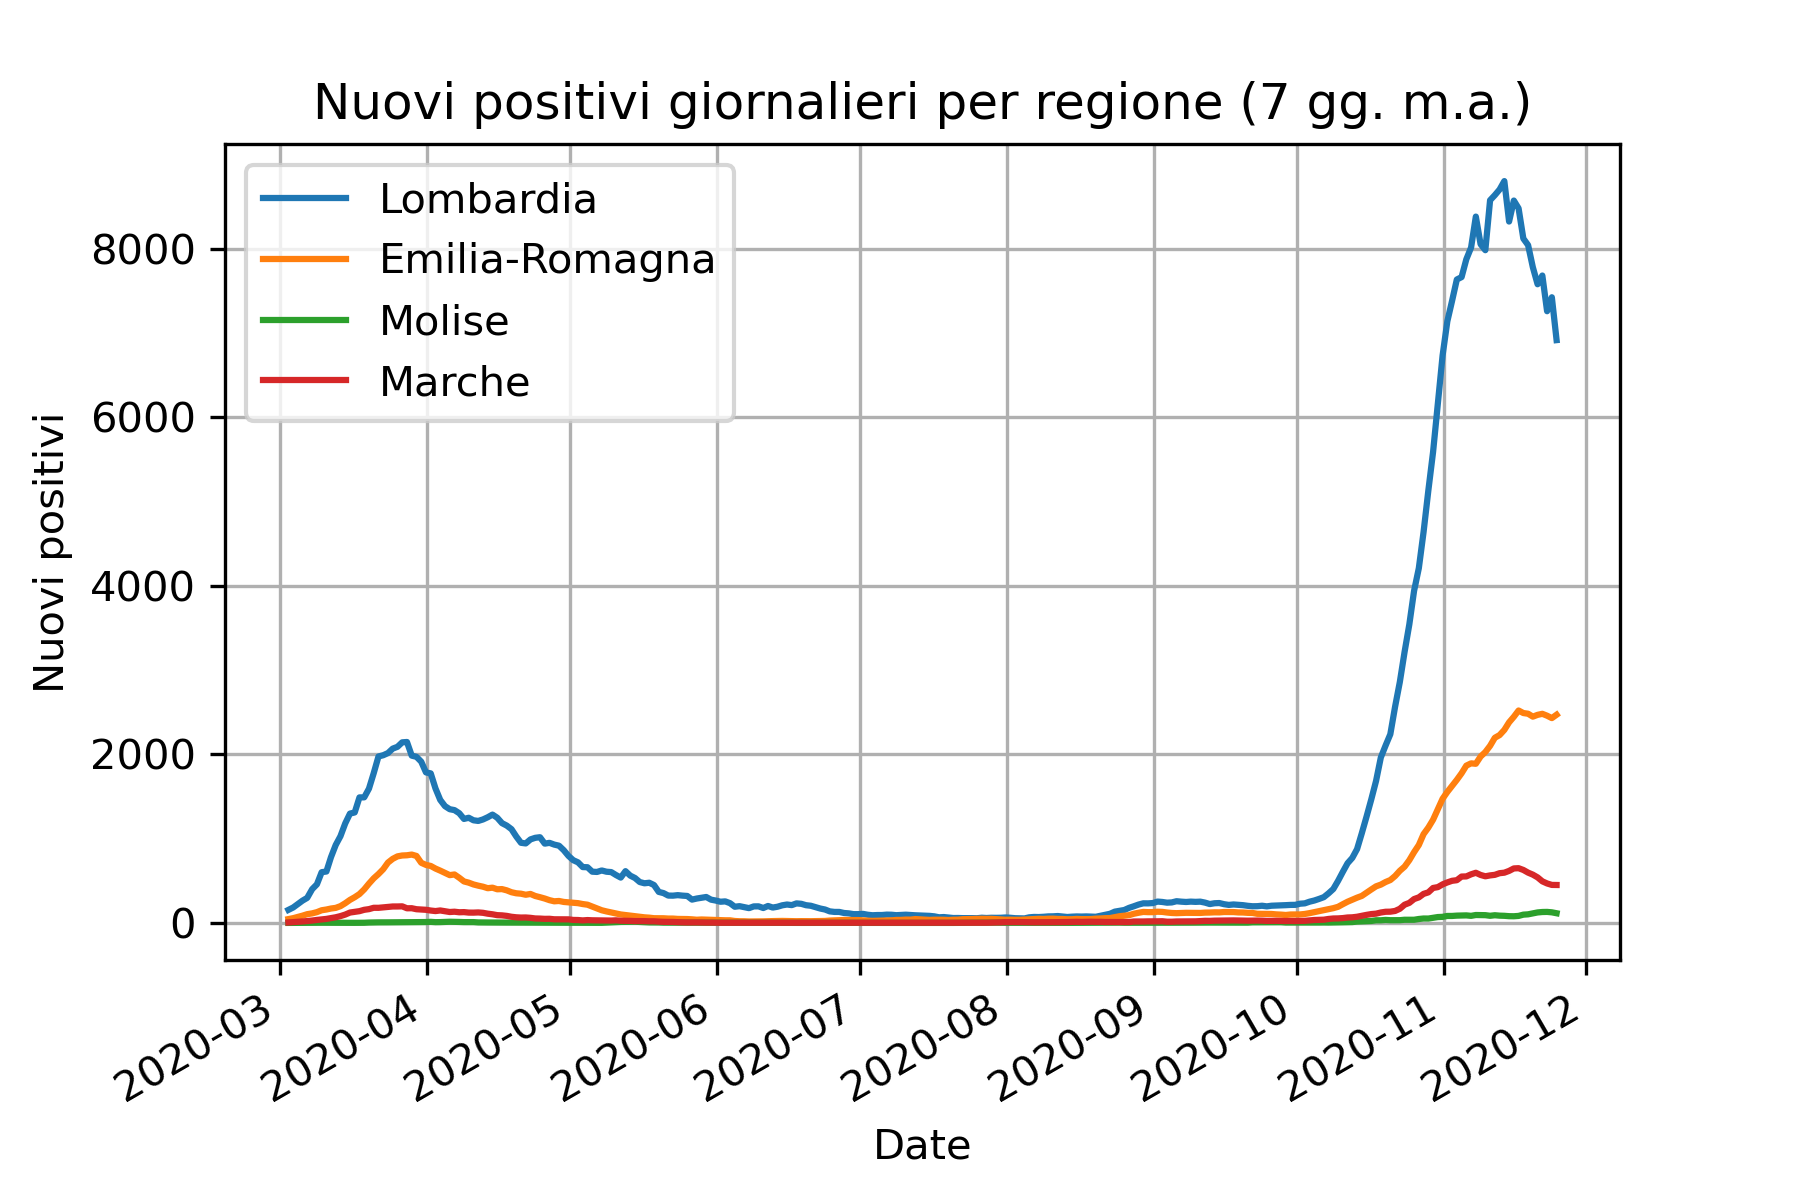 Nuovi positivi giornalieri per regione (7 gg. m.a.)
Lombardia
Emilia-Romagna
Molise
Marche
8000
6000
4000
2000
0
Nuovi positivi
2020-03
2020-04
2020-05
2020-06
2020-07
2020-08
2020-09
2020-10
2020-11
2020-12
Date